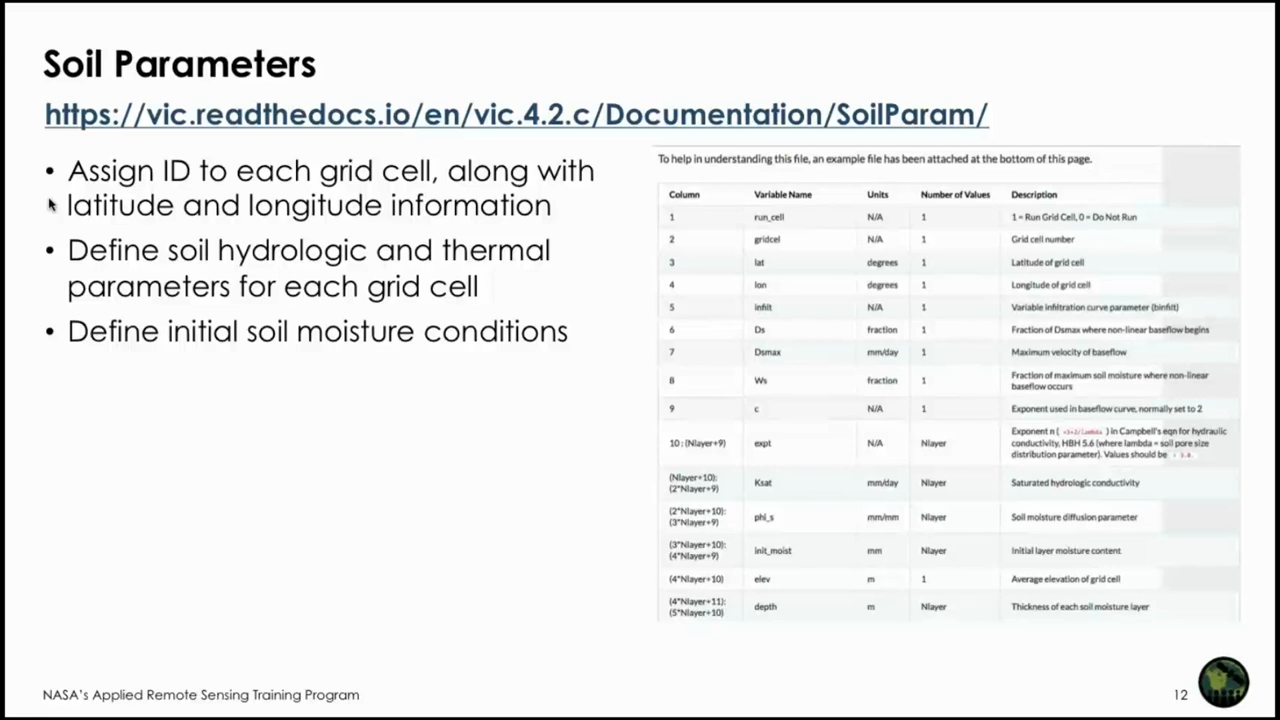 Soil Parameters
https://vic.readthedocs.io/en/vic.4.2.c/Documentation/SoilParam/
• Assign ID to each grid cell, along with
latitude and longitude information
• Define soil hydrologic and thermal
parameters for each grid cell
• Define initial soil moisture conditions
To help in understanding this file, an example file has been attached at the bottom of this page.
Column Variable Name Units Number of Values Description
1 run_cell N/A 1 1 = Run Grid Cell, 0 = Do Not Run
2 gridcel N/A 1 Grid cell number
3 lat degrees 1 Latitude of grid cell
4 lon degrees 1 Longitude of grid cell
5 infilt N/A 1 Variable infiltration curve parameter (binfilt)
6 Ds fraction 1 Fraction of Dsmax where non-linear baseflow begins
7 Dsmax mm/day 1 Maximum velocity of baseflow
8 Ws fraction 1 Fraction of maximum soil moisture where non-linear
baseflow occurs
9 c N/A 1 Exponent used in baseflow curve, normally set to 2
10 : (Nlayer+9) expt N/A Nlayer Exponent n ( =3+2/lambda ) in Campbell's eqn for hydraulic
conductivity, HBH 5.6 (where lambda = soil pore size
distribution parameter). Values should be
(Nlayer+10):
(2*Nlayer+9) Ksat mm/day Nlayer Saturated hydrologic conductivity
(2*Nlayer+10):
(3*Nlayer+9) phi_s mm/mm Nlayer Soil moisture diffusion parameter
(3*Nlayer+10):
(4*Nlayer+9) init_moist mm Nlayer Initial layer moisture content
(4*Nlayer+10) elev m 1 Average elevation of grid cell
(4*Nlayer+11):
(5*Nlayer+10) depth m Nlayer Thickness of each soil moisture layer
NASA's Applied Remote Sensing Training Program
12